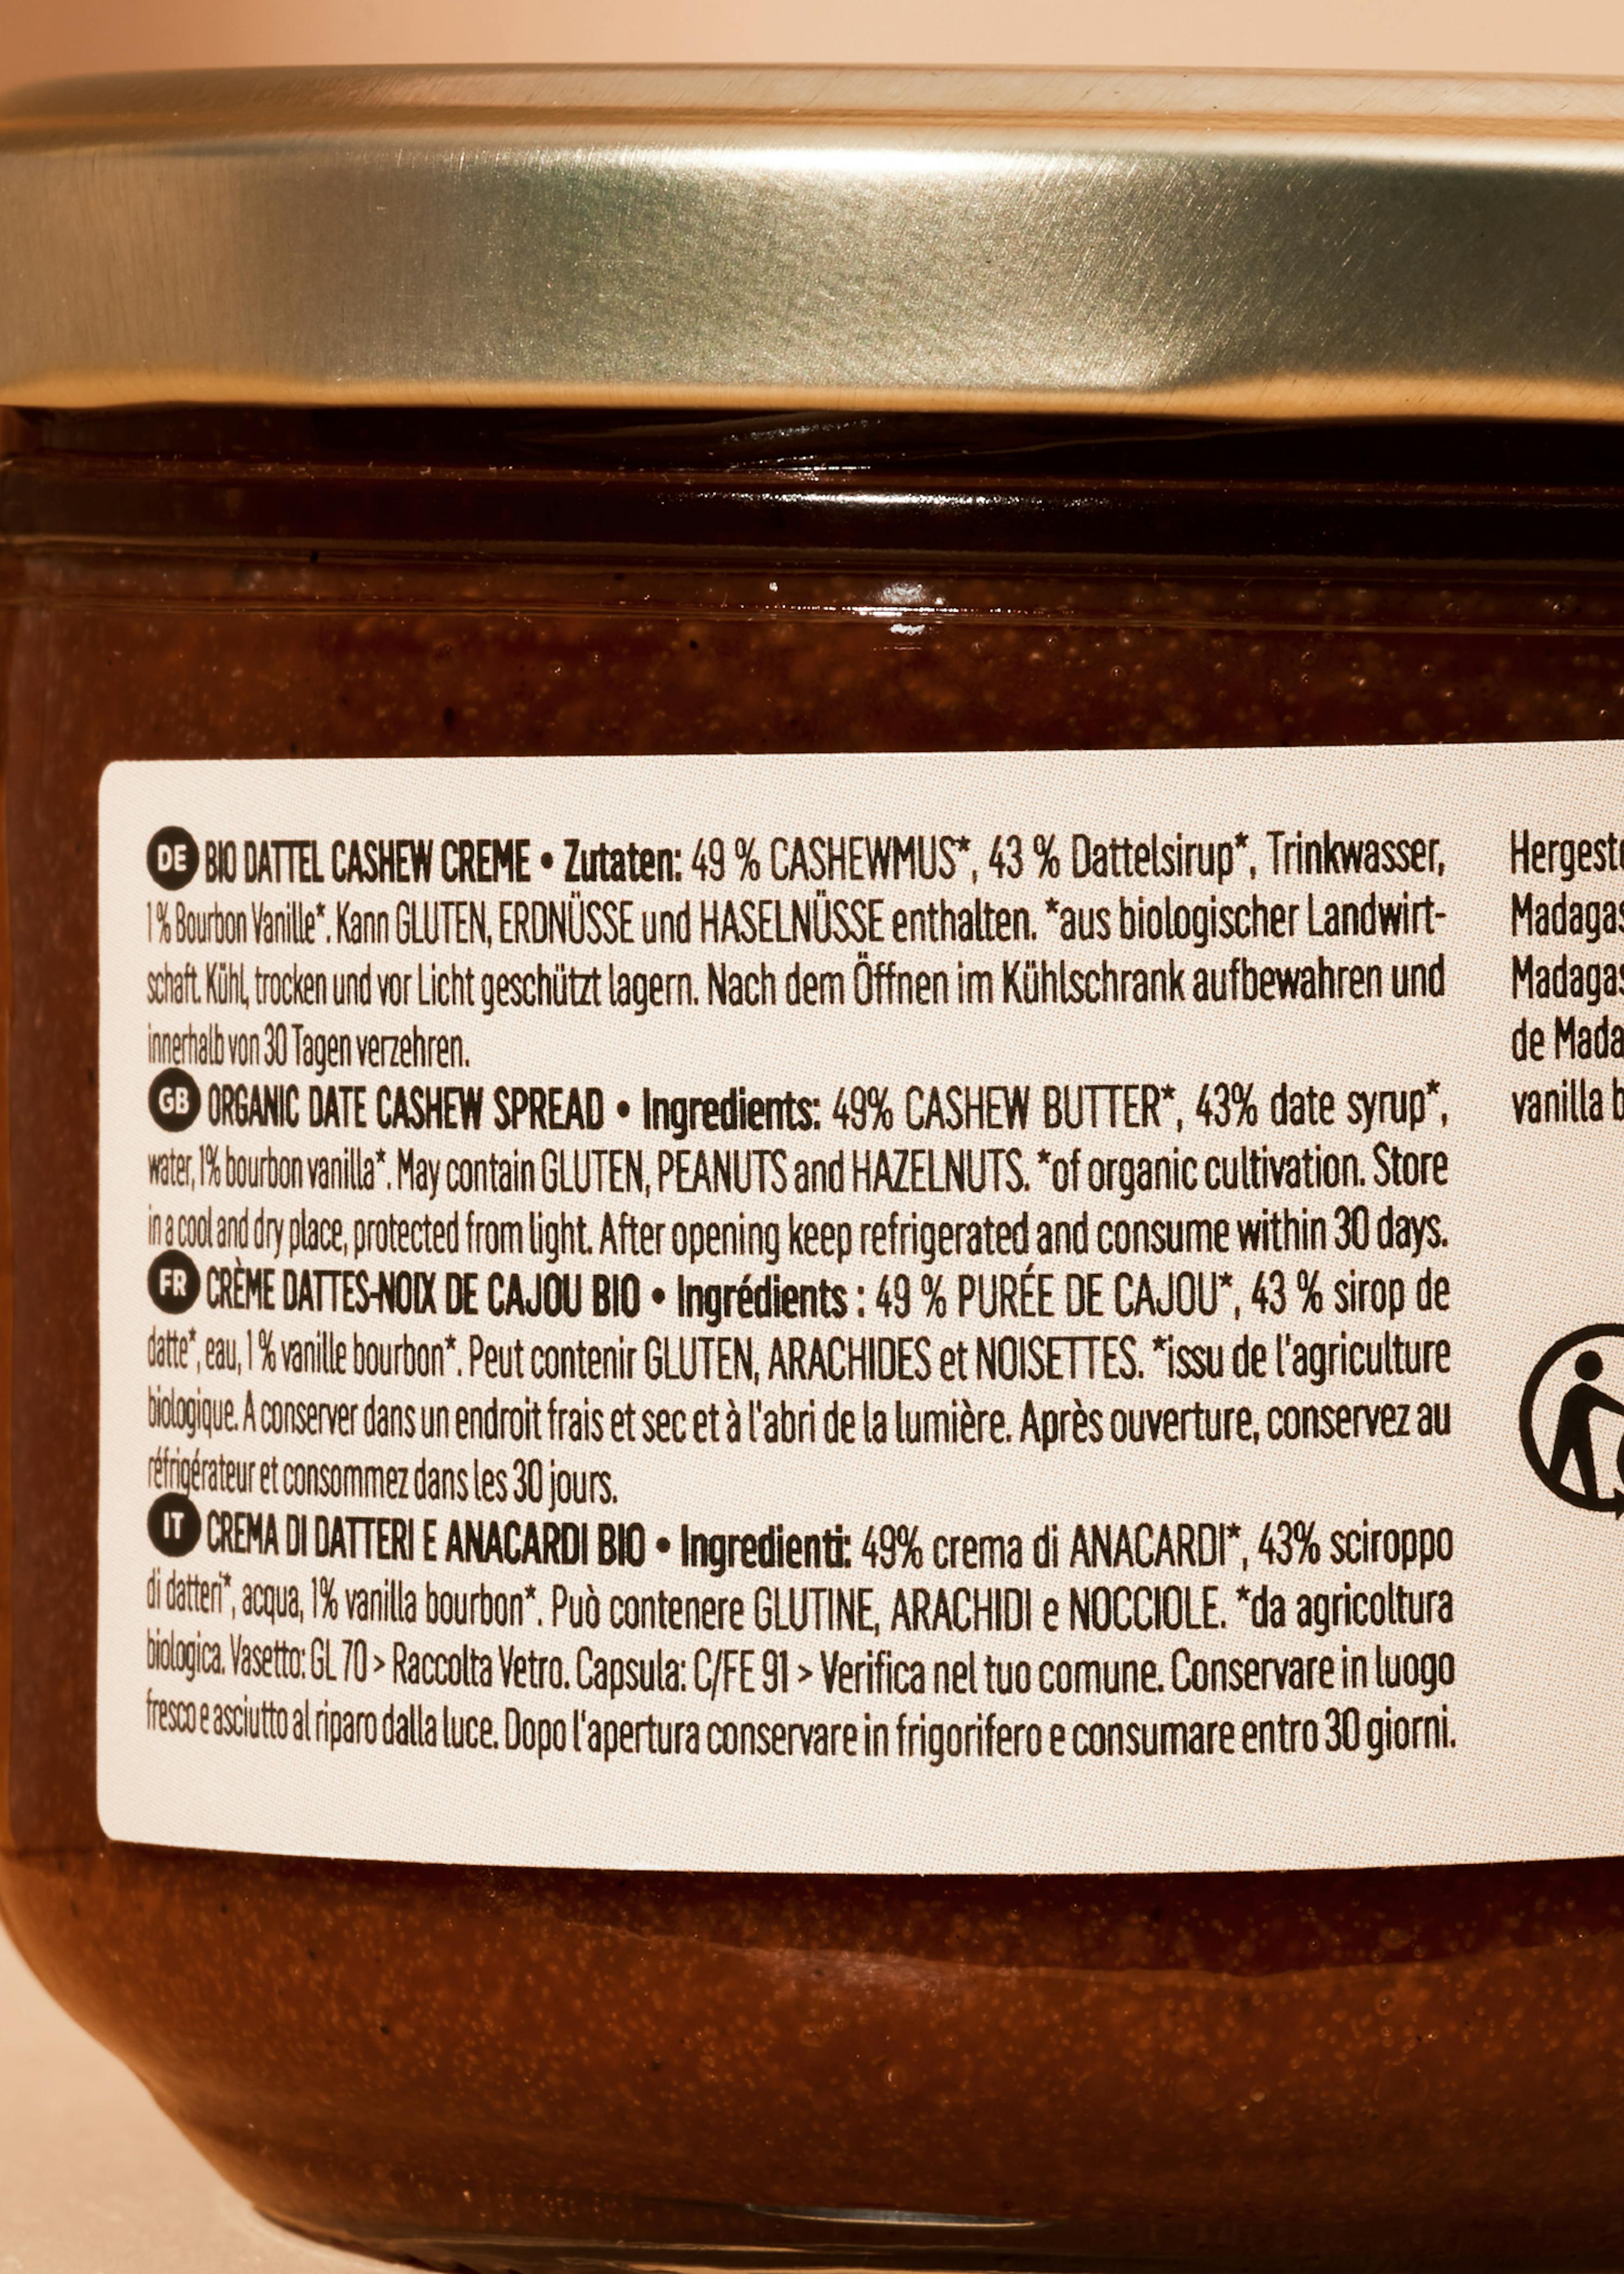 DE BIO DATTEL CASHEW CREME • Zutaten: 49 % CASHEWMUS*, 43 % Dattelsirup*, Trinkwasser,
1 % Bourbon Vanille*. Kann GLUTEN, ERDNÜSSE und HASELNÜSSE enthalten. *aus biologischer Landwirt-
schaft. Kühl, trocken und vor Licht geschützt lagern. Nach dem Öffnen im Kühlschrank aufbewahren und
innerhalb von 30 Tagen verzehren.
GB ORGANIC DATE CASHEW SPREAD • Ingredients: 49% CASHEW BUTTER*, 43% date syrup*,
water, 1% bourbon vanilla*. May contain GLUTEN, PEANUTS and HAZELNUTS. *of organic cultivation. Store
in a cool and dry place, protected from light. After opening keep refrigerated and consume within 30 days.
FR CRÈME DATTES-NOIX DE CAJOU BIO • Ingrédients : 49 % PURÉE DE CAJOU*, 43 % sirop de
datte*, eau, 1 % vanille bourbon*. Peut contenir GLUTEN, ARACHIDES et NOISETTES. *issu de l'agriculture
biologique. A conserver dans un endroit frais et sec et à l'abri de la lumière. Après ouverture, conservez au
réfrigérateur et consommez dans les 30 jours.
IT CREMA DI DATTERI E ANACARDI BIO • Ingredienti: 49% crema di ANACARDI*, 43% sciroppo
di datteri*, acqua, 1% vanilla bourbon*. Può contenere GLUTINE, ARACHIDI e NOCCIOLE. *da agricoltura
biologica. Vasetto: GL 70 > Raccolta Vetro. Capsula: C/FE 91 > Verifica nel tuo comune. Conservare in luogo
fresco e asciutto al riparo dalla luce. Dopo l'apertura conservare in frigorifero e consumare entro 30 giorni.
de
vanilla